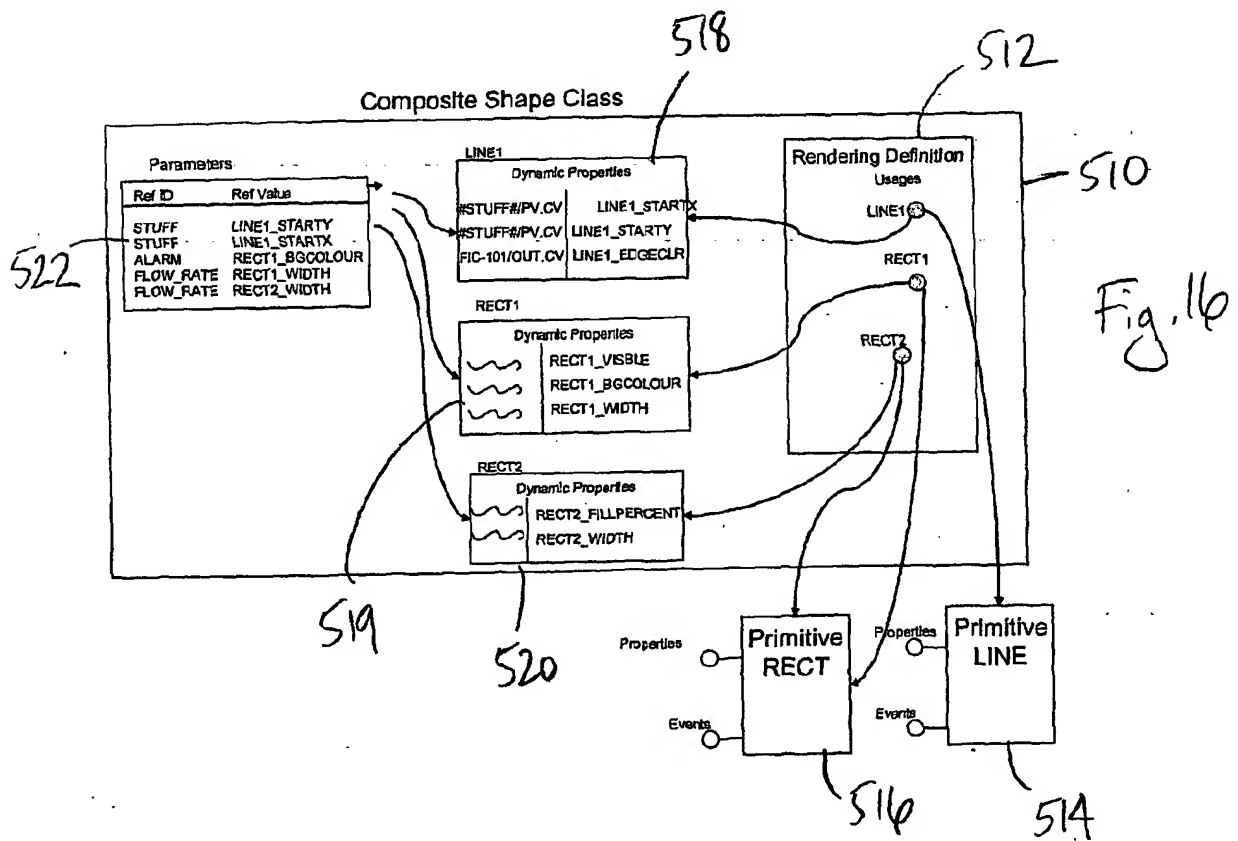 518
512
Composite Shape Class
510
Parameters
Ref ID Ref Value
STUFF LINE1_STARTY
STUFF LINE1_STARTX
ALARM RECT1_BGCOLOUR
FLOW_RATE RECT1_WIDTH
FLOW_RATE RECT2_WIDTH
522
LINE1
Dynamic Properties
#STUFF#/PV.CV LINE1_STARTX
#STUFF#/PV.CV LINE1_STARTY
FIC-101/OUT.CV LINE1_EDGECLR
Rendering Definition
Usages
LINE1
RECT1
RECT2
Fig. 16
RECT1
Dynamic Properties
RECT1_VISBLE
RECT1_BGCOLOUR
RECT1_WIDTH
RECT2
Dynamic Properties
RECT2_FILLPERCENT
RECT2_WIDTH
519
520
Properties
Events
Primitive
RECT
Properties
Events
Primitive
LINE
516
514